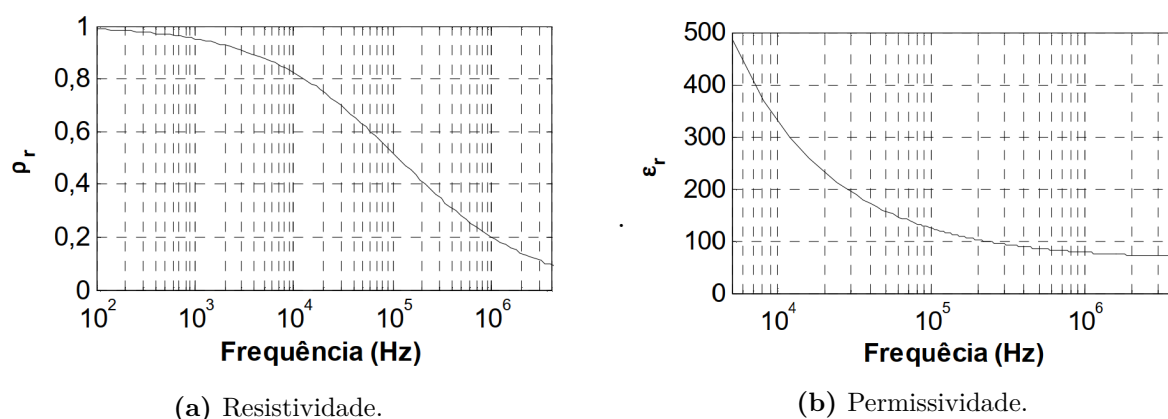 1
0,8
0,6
0,4
0,2
0
ρr
10² 10³ 10⁴ 10⁵ 10⁶
Frequência (Hz)
(a) Resistividade.
500
400
300
200
100
0
εr
10⁴ 10⁵ 10⁶
Frequêcia (Hz)
(b) Permissividade.